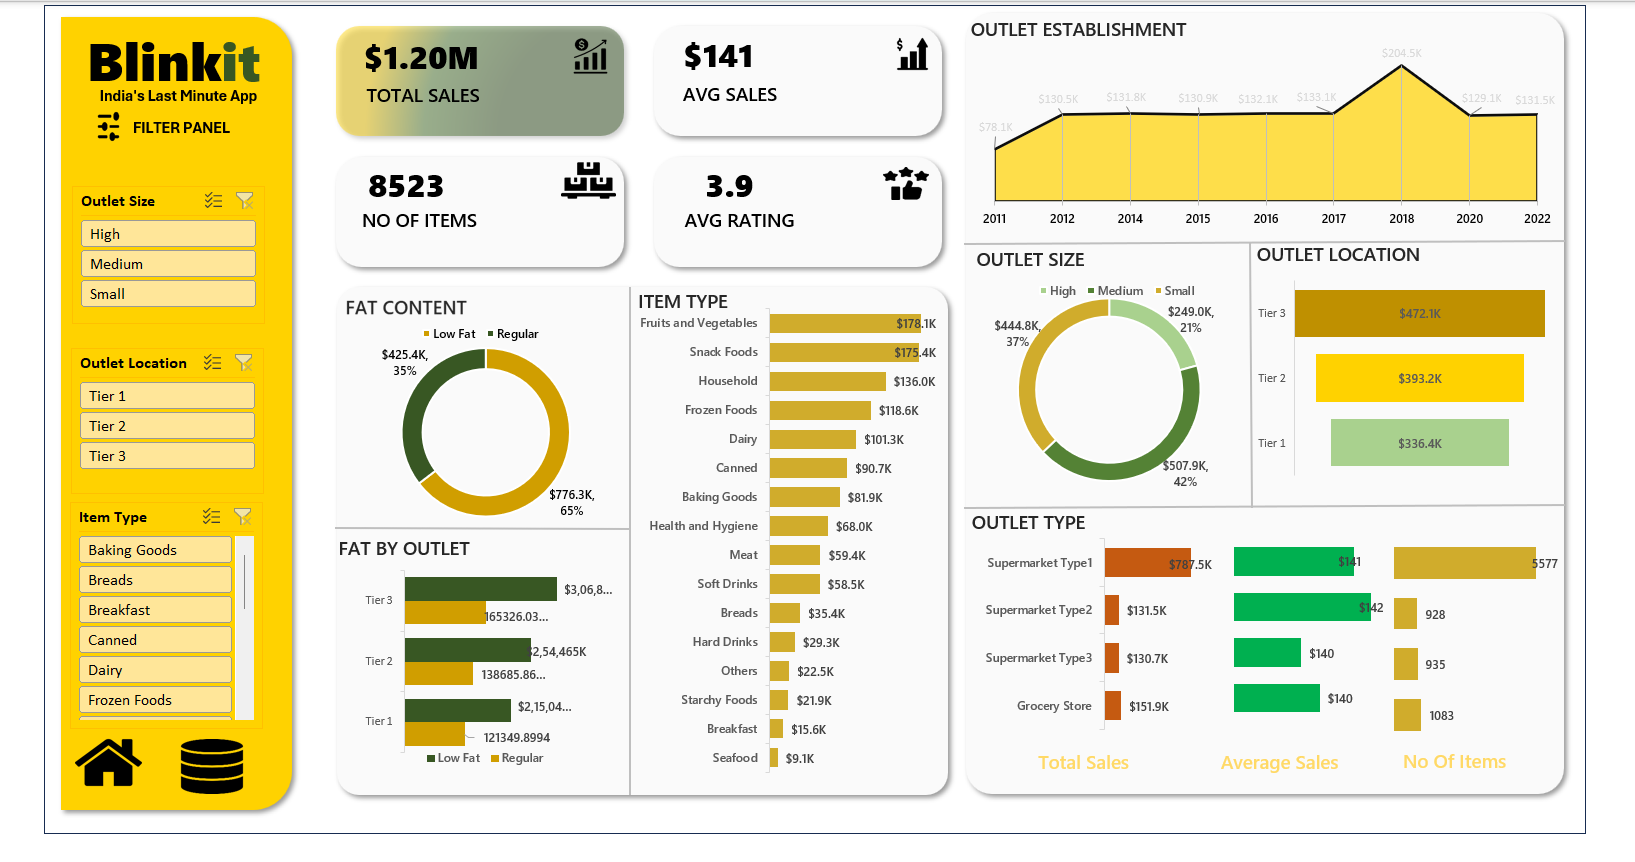 Blinkit
India's Last Minute App
FILTER PANEL
Outlet Size
High
Medium
Small
Outlet Location
Tier 1
Tier 2
Tier 3
Item Type
Baking Goods
Breads
Breakfast
Canned
Dairy
Frozen Foods
$1.20M
TOTAL SALES
$141
AVG SALES
8523
NO OF ITEMS
3.9
AVG RATING
FAT CONTENT
Low Fat Regular
$425.4K,
35%
$776.3K,
65%
FAT BY OUTLET
Tier 3
$3,06,8...
165326.03...
Tier 2
$2,54,465K
138685.86...
Tier 1
$2,15,04...
121349.8994
Low Fat Regular
ITEM TYPE
Fruits and Vegetables $178.1K
Snack Foods $175.4K
Household $136.0K
Frozen Foods $118.6K
Dairy $101.3K
Canned $90.7K
Baking Goods $81.9K
Health and Hygiene $68.0K
Meat $59.4K
Soft Drinks $58.5K
Breads $35.4K
Hard Drinks $29.3K
Others $22.5K
Starchy Foods $21.9K
Breakfast $15.6K
Seafood $9.1K
OUTLET ESTABLISHMENT
$78.1K $130.5K $131.8K $130.9K $132.1K $133.1K $204.5K $129.1K $131.5K
2011 2012 2014 2015 2016 2017 2018 2020 2022
OUTLET SIZE
High Medium Small
$249.0K,
21%
$444.8K,
37%
$507.9K,
42%
OUTLET LOCATION
Tier 3 $472.1K
Tier 2 $393.2K
Tier 1 $336.4K
OUTLET TYPE
Supermarket Type1 $787.5K $141 5577
Supermarket Type2 $131.5K $142 928
Supermarket Type3 $130.7K $140 935
Grocery Store $151.9K $140 1083
Total Sales Average Sales No Of Items